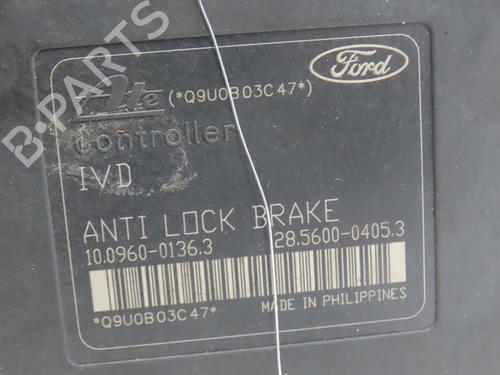 Ate (*Q9U0B03C47*)
Ford
Controller
IVD
ANTI LOCK BRAKE
10.0960-0136.3 28.5600-0405.3
*Q9U0B03C47* MADE IN PHILIPPINES
B-PARTS